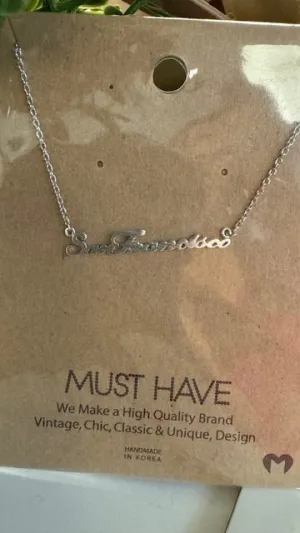 San Francisco
MUST HAVE
We Make a High Quality Brand
Vintage, Chic, Classic & Unique, Design
HANDMADE
IN KOREA